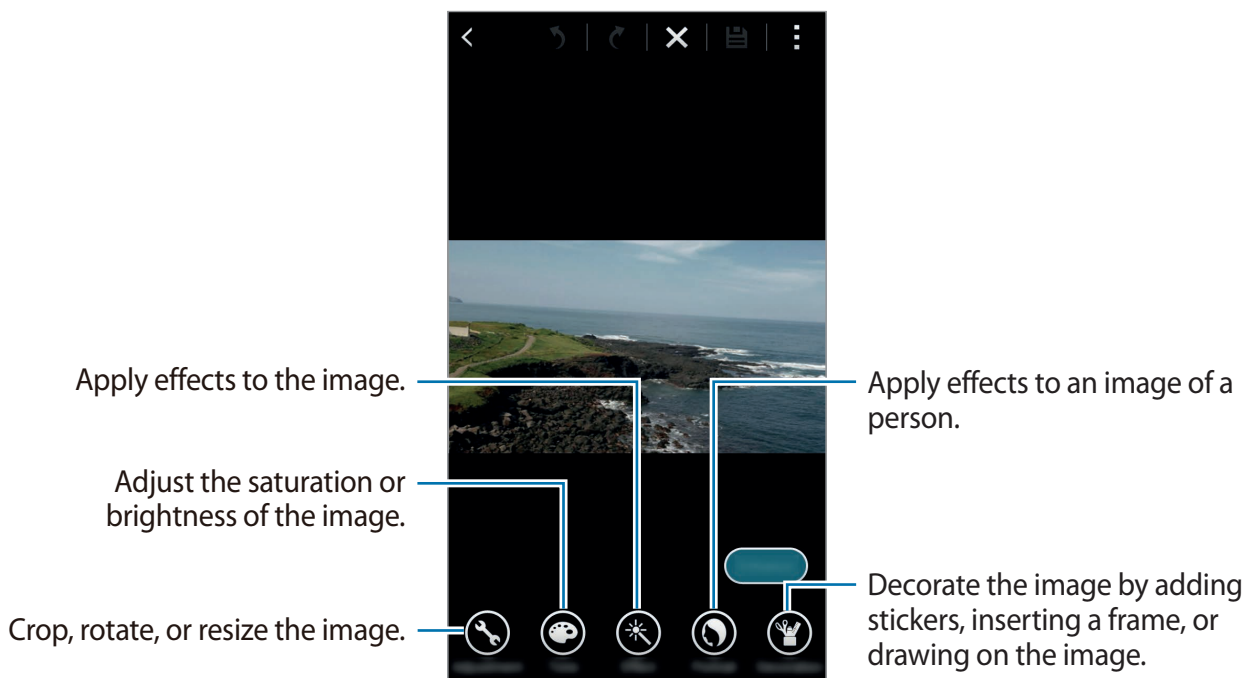 Apply effects to the image.
Adjust the saturation or
brightness of the image.
Crop, rotate, or resize the image.
Apply effects to an image of a
person.
Decorate the image by adding
stickers, inserting a frame, or
drawing on the image.